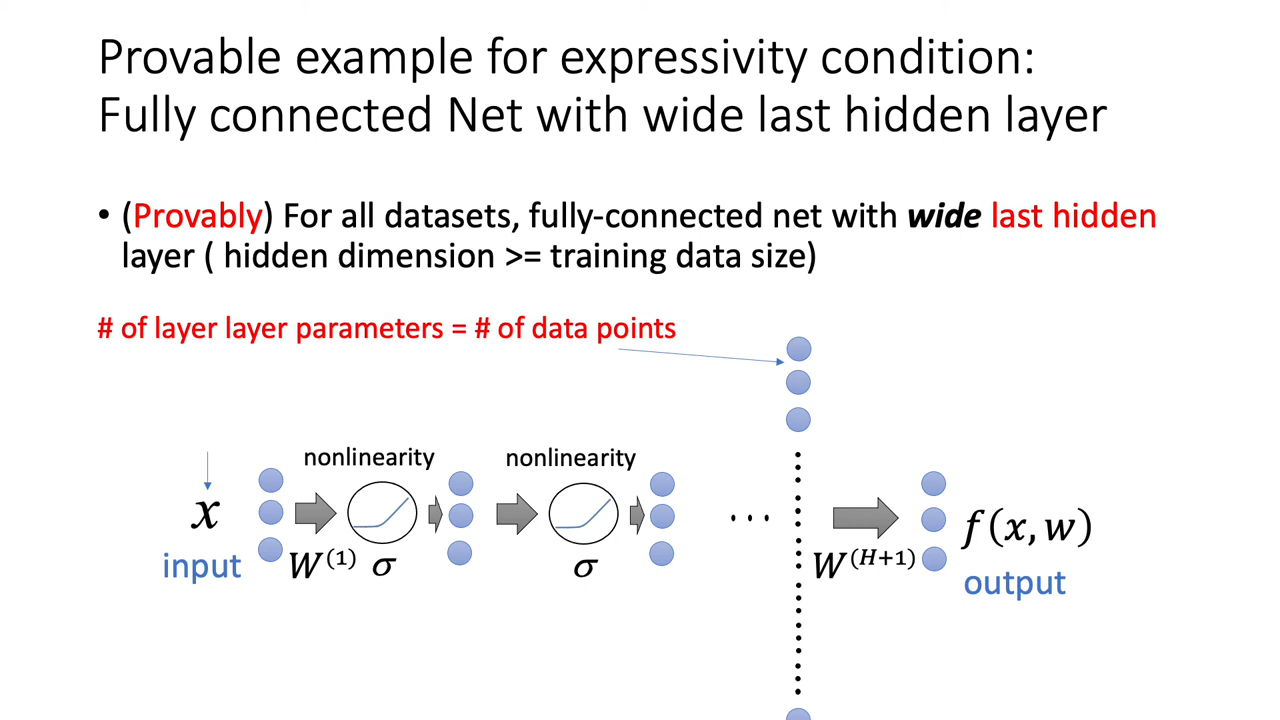 Provable example for expressivity condition:
Fully connected Net with wide last hidden layer
• (Provably) For all datasets, fully-connected net with wide last hidden
layer ( hidden dimension >= training data size)
# of layer layer parameters = # of data points
nonlinearity
nonlinearity
x
...
f(x, w)
input
W^(1)
σ
σ
W^(H+1)
output